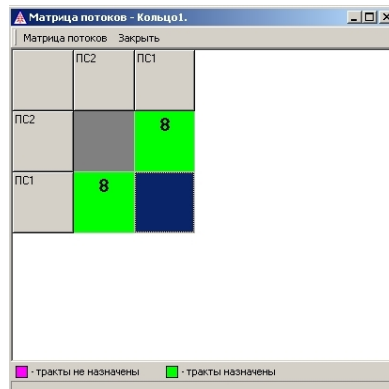 Матрица потоков - Кольцо1.
Матрица потоков Закрыть
ПС2 ПС1
ПС2 8
ПС1 8
- тракты не назначены - тракты назначены